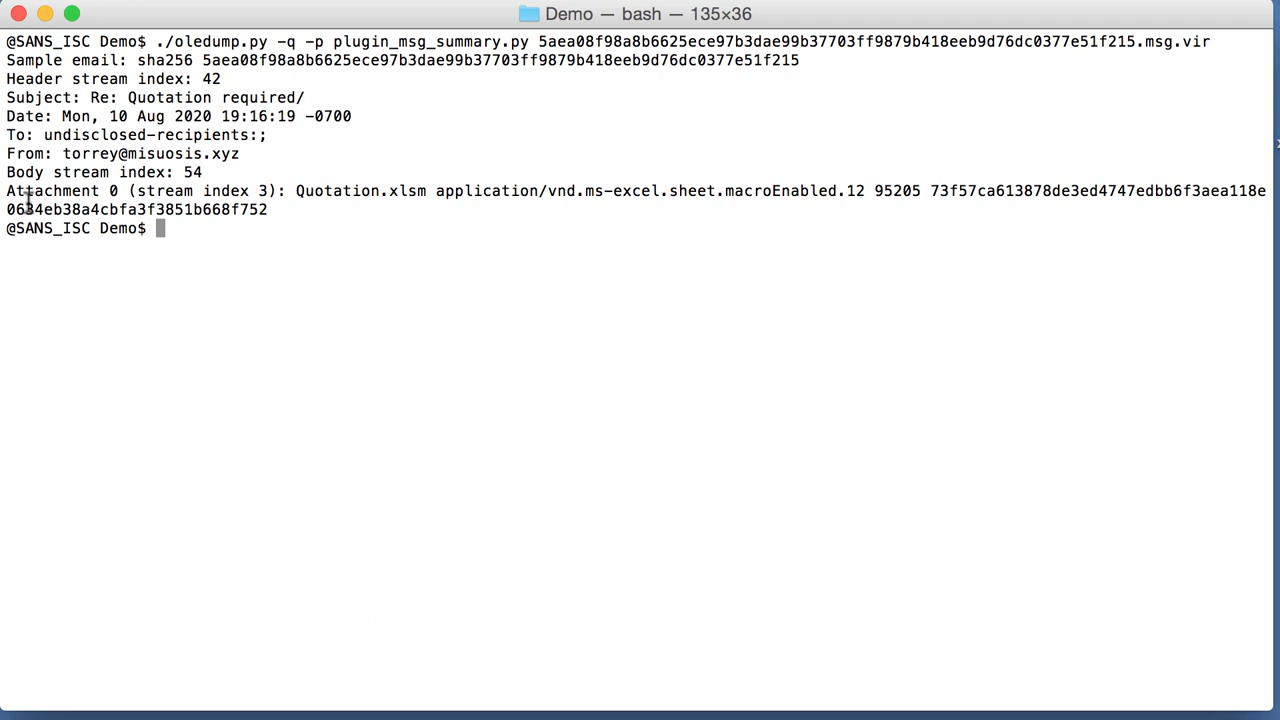 Demo — bash — 135×36
@SANS_ISC Demo$ ./oledump.py -q -p plugin_msg_summary.py 5aea08f98a8b6625ece97b3dae99b37703ff9879b418eeb9d76dc0377e51f215.msg.vir
Sample email: sha256 5aea08f98a8b6625ece97b3dae99b37703ff9879b418eeb9d76dc0377e51f215
Header stream index: 42
Subject: Re: Quotation required/
Date: Mon, 10 Aug 2020 19:16:19 -0700
To: undisclosed-recipients:;
From: torrey@misuosis.xyz
Body stream index: 54
Attachment 0 (stream index 3): Quotation.xlsm application/vnd.ms-excel.sheet.macroEnabled.12 95205 73f57ca613878de3ed4747edbb6f3aea118e
0634eb38a4cbfa3f3851b668f752
@SANS_ISC Demo$